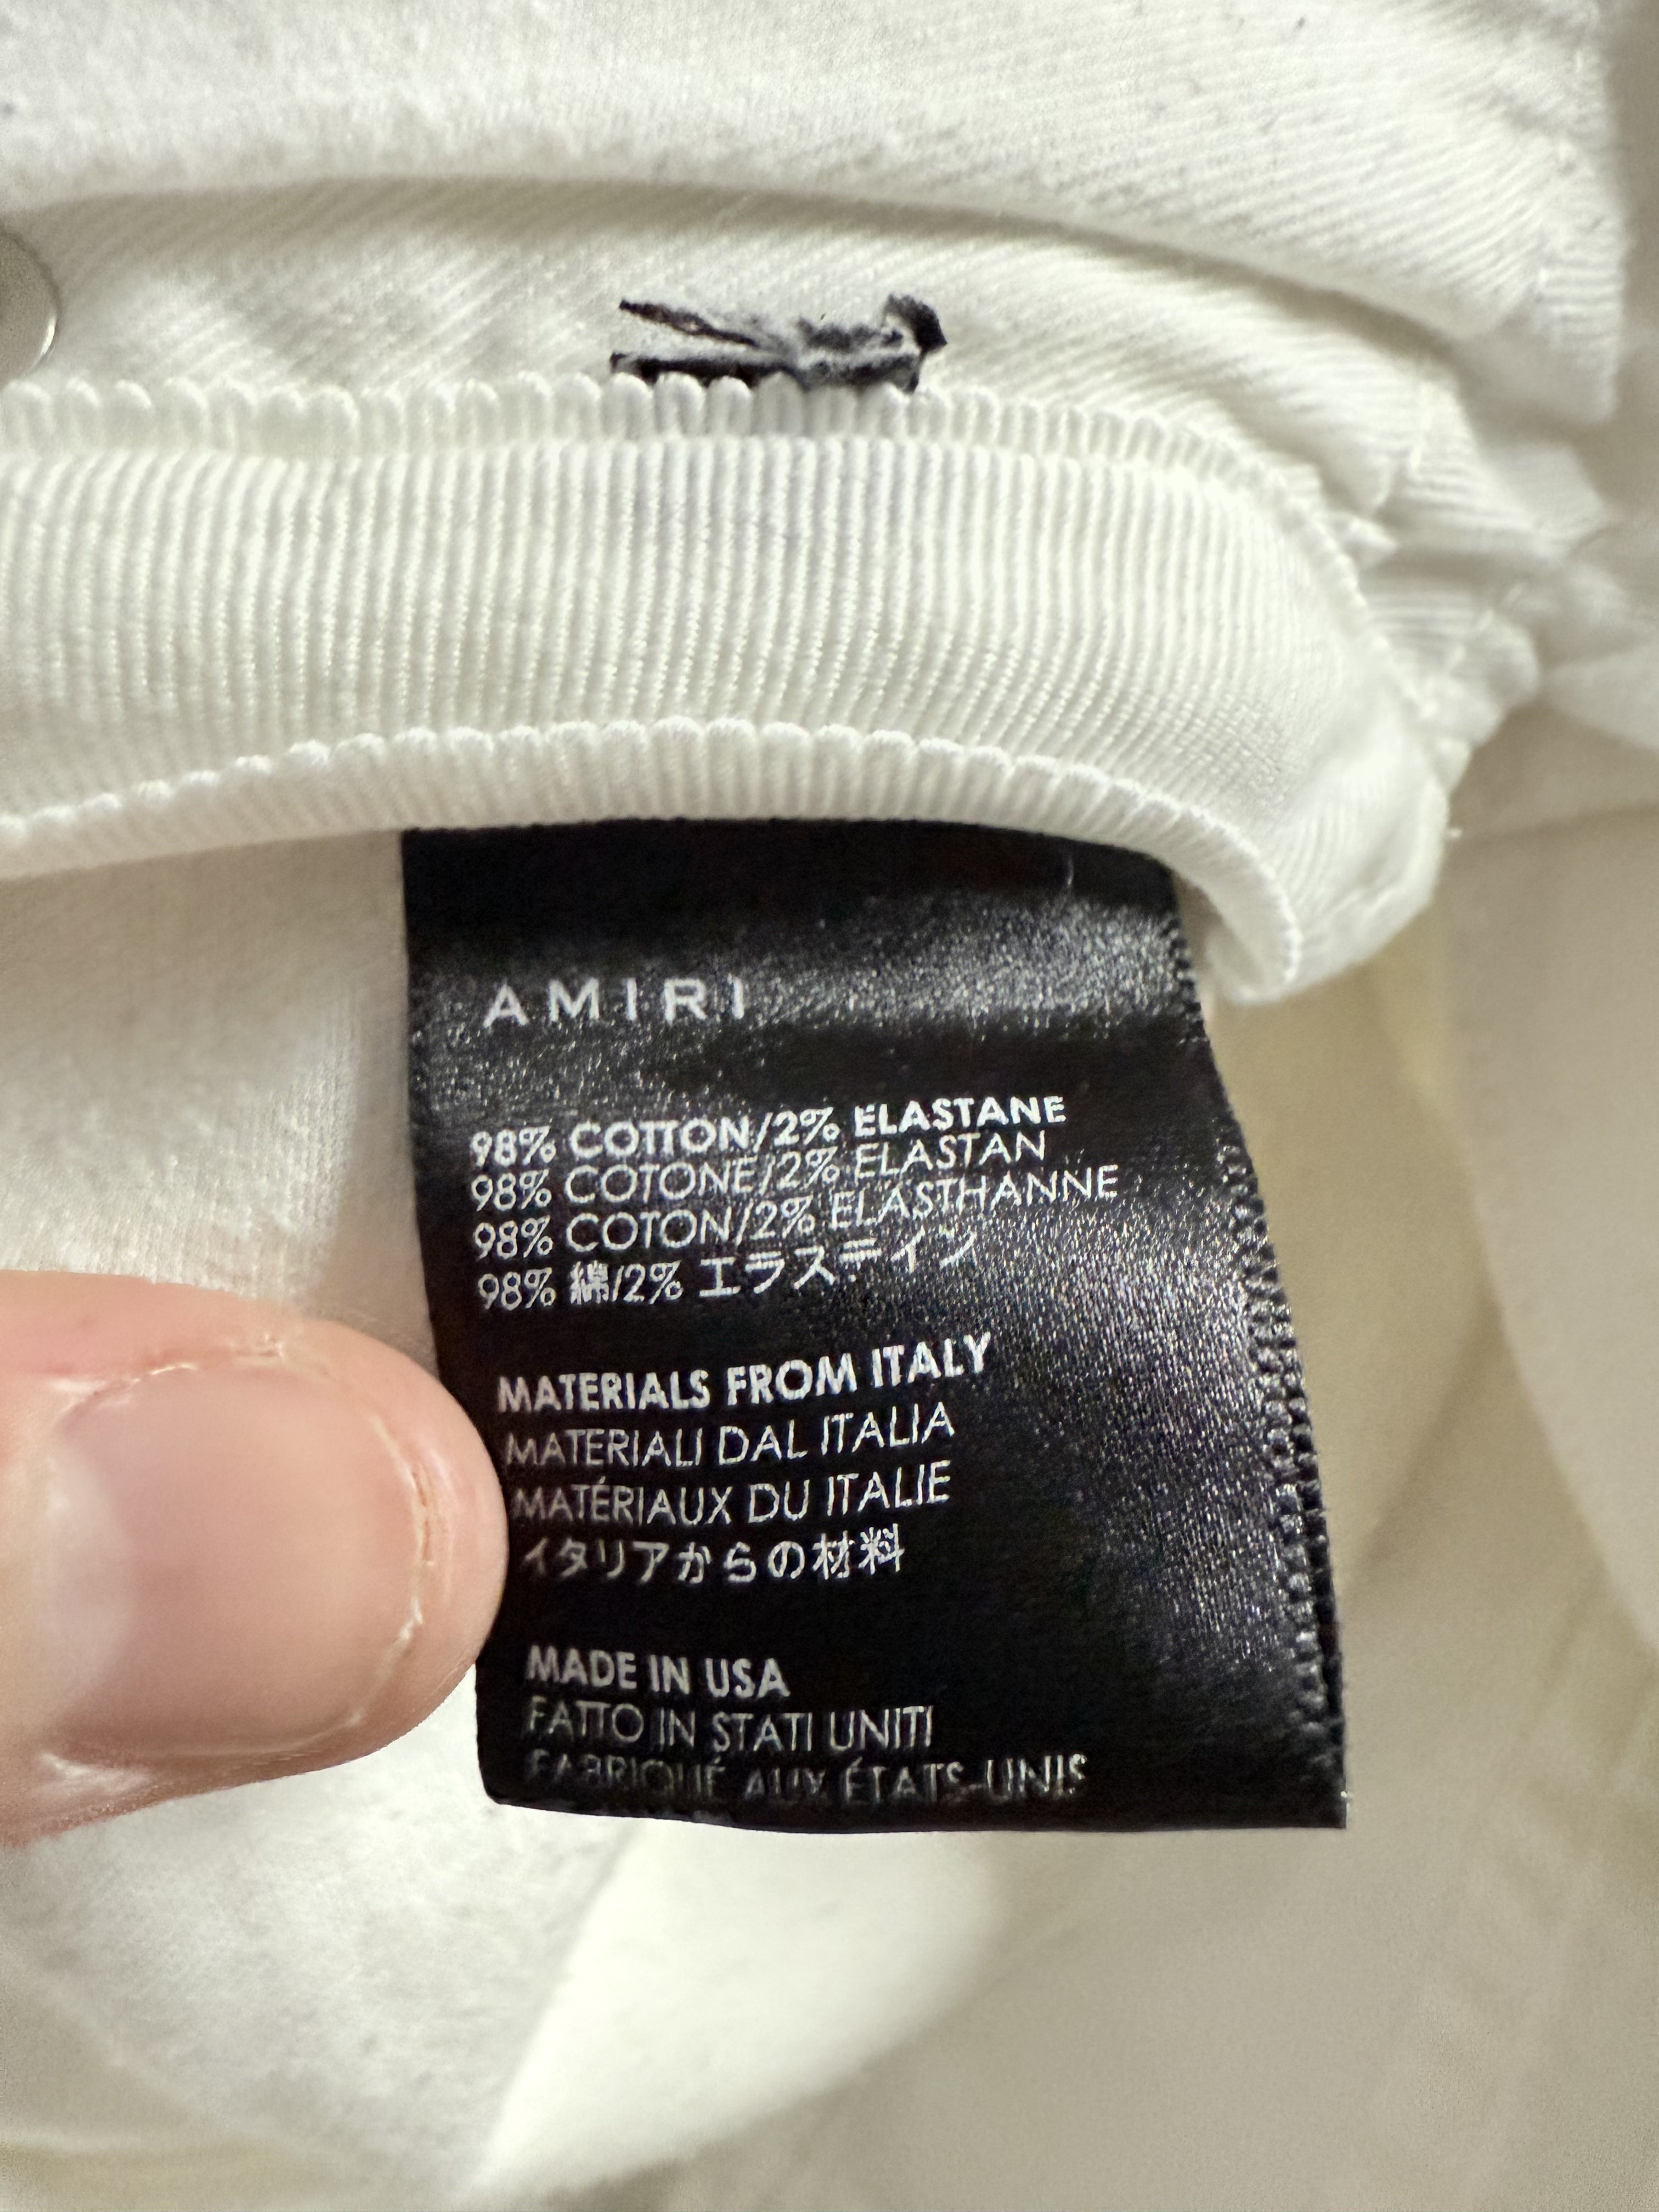 AMIRI
98% COTTON/2% ELASTANE
98% COTONE/2% ELASTAN
98% COTON/2% ELASTHANNE
98% 綿/2% エラステイン
MATERIALS FROM ITALY
MATERIALI DAL ITALIA
MATÉRIAUX DU ITALIE
イタリアからの材料
MADE IN USA
FATTO IN STATI UNITI
FABRIQUÉ AUX ÉTATS-UNIS